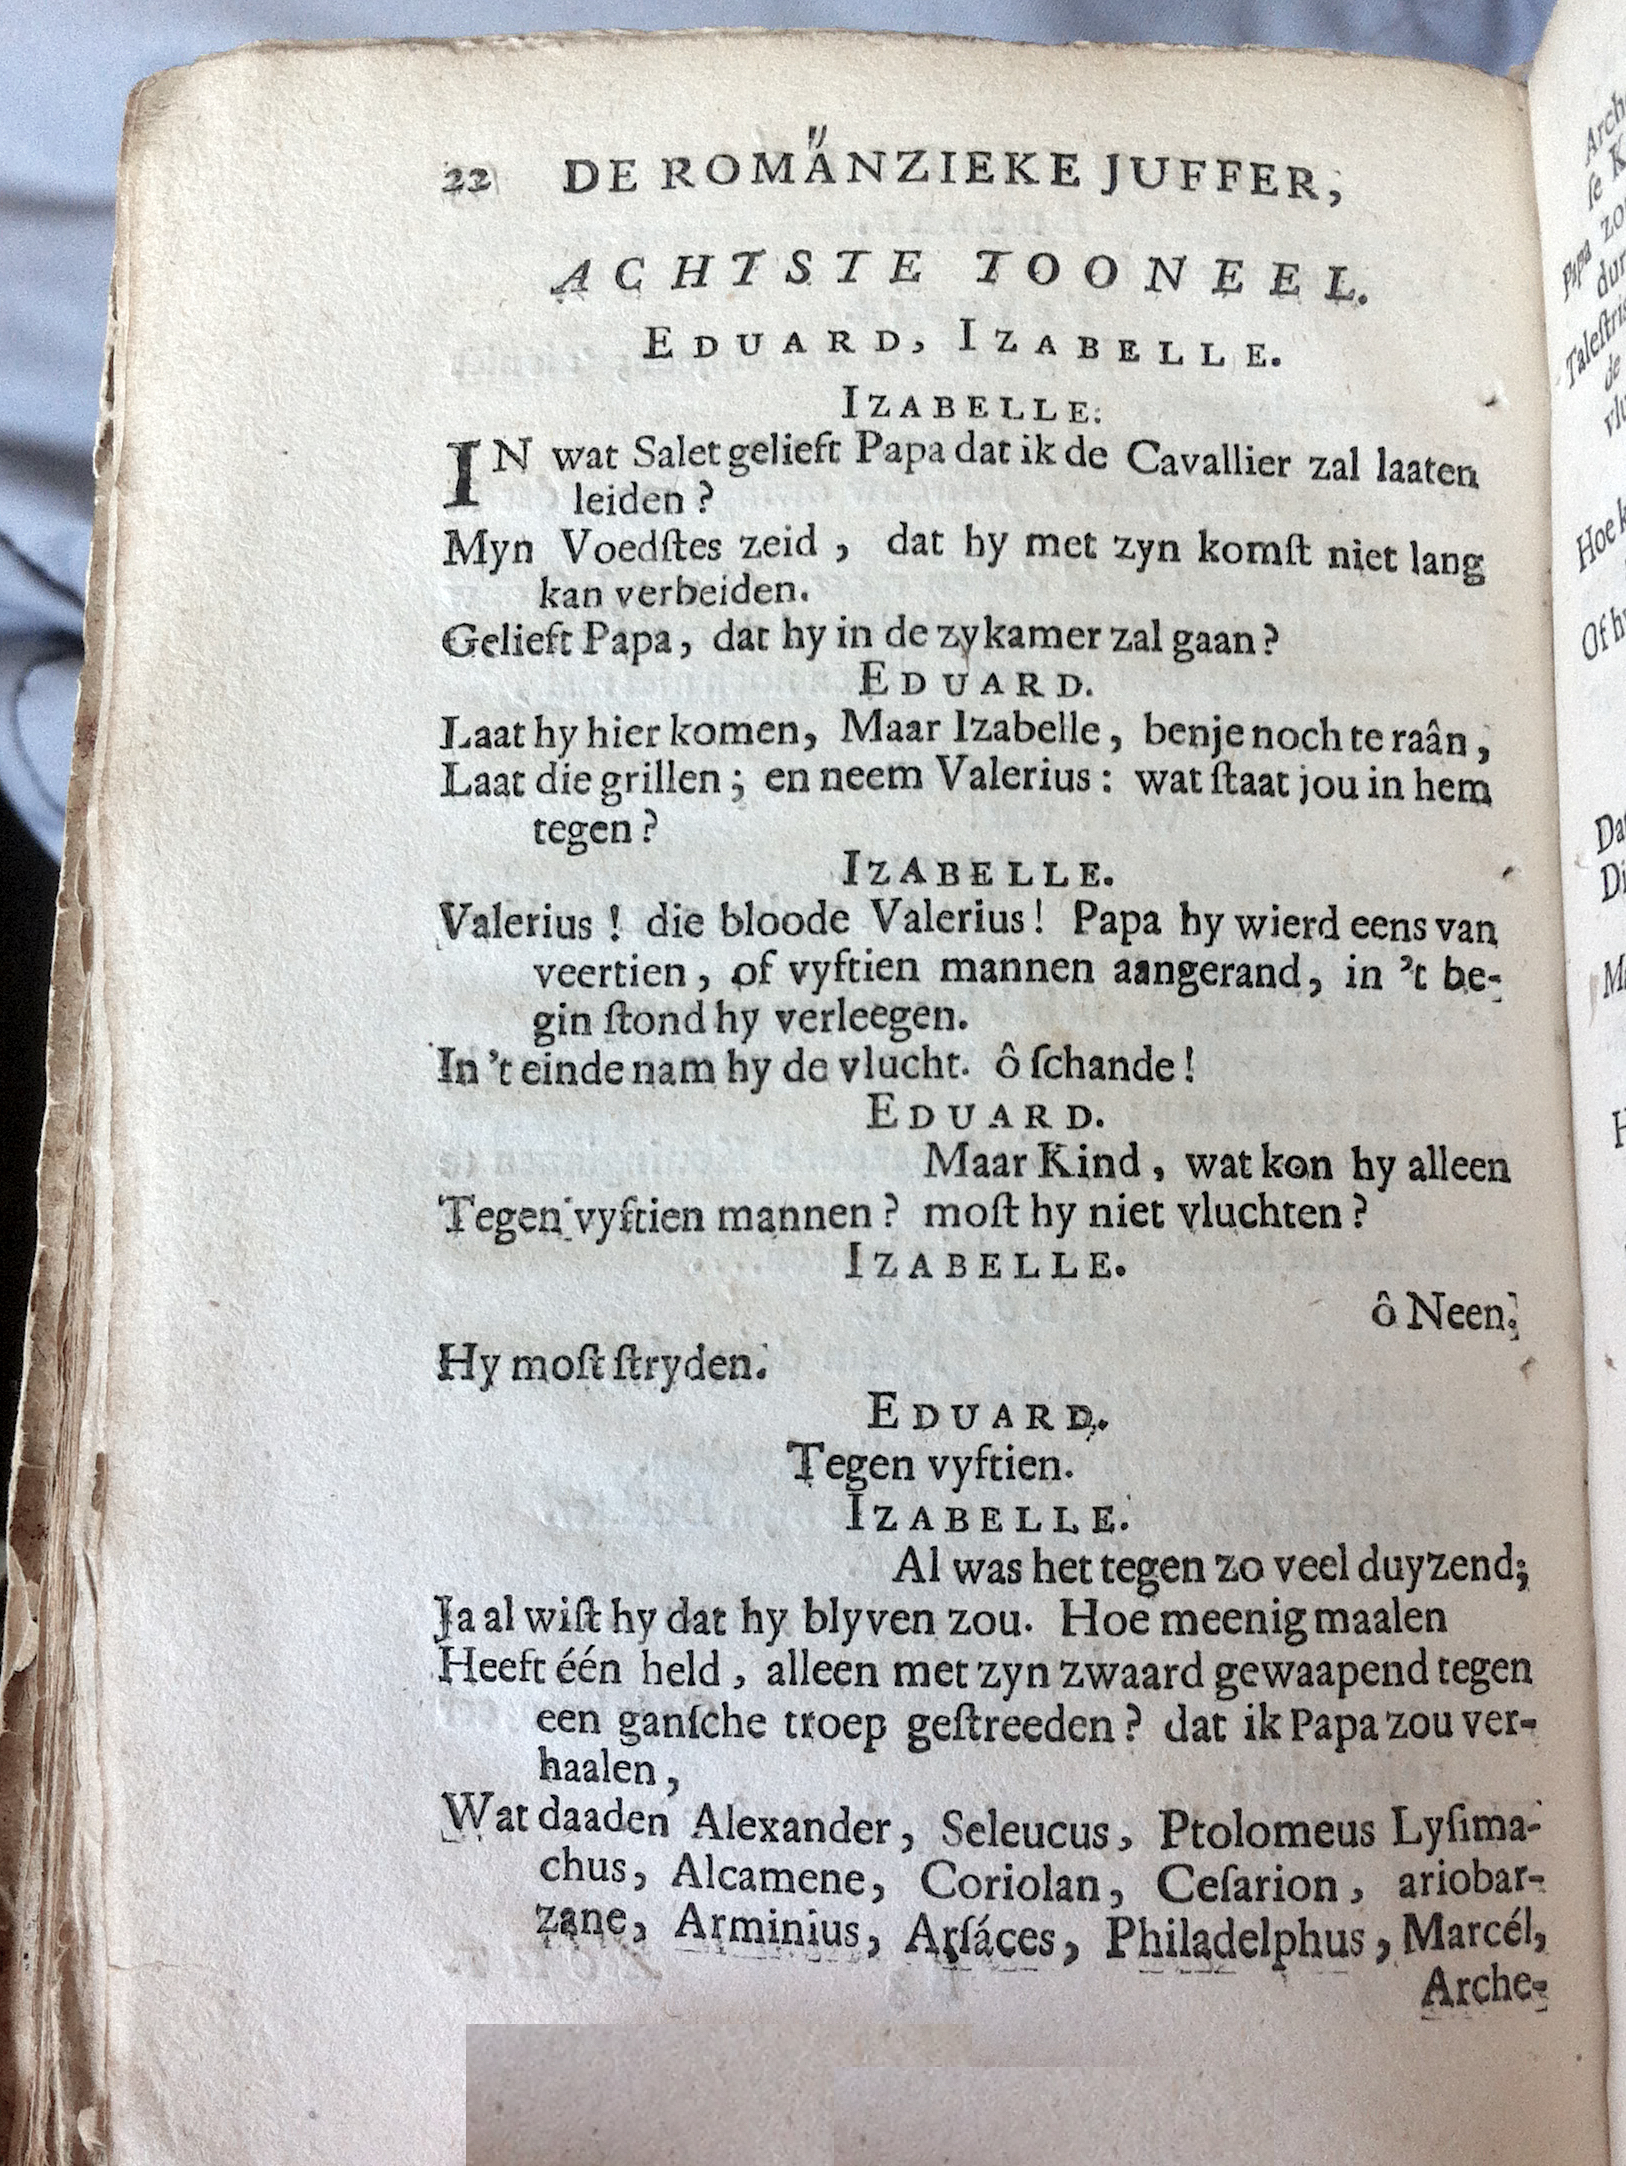 22 DE ROMANZIEKE JUFFER,
ACHTSTE TOONEEL.
EDUARD, IZABELLE.
IZABELLE.
IN wat Salet gelieft Papa dat ik de Cavallier zal laaten
leiden?
Myn Voedſtes zeid, dat hy met zyn komſt niet lang
kan verbeiden.
Gelieft Papa, dat hy in de zykamer zal gaan?
EDUARD.
Laat hy hier komen, Maar Izabelle, benje noch te raân,
Laat die grillen; en neem Valerius: wat ſtaat jou in hem
tegen?
IZABELLE.
Valerius! die bloode Valerius! Papa hy wierd eens van
veertien, of vyftien mannen aangerand, in 't be-
gin ſtond hy verleegen.
In 't einde nam hy de vlucht. ô ſchande!
EDUARD.
Maar Kind, wat kon hy alleen
Tegen vyftien mannen? moſt hy niet vluchten?
IZABELLE.
ô Neen.
Hy moſt ſtryden.
EDUARD.
Tegen vyftien.
IZABELLE.
Al was het tegen zo veel duyzend;
Ja al wiſt hy dat hy blyven zou. Hoe meenig maalen
Heeft één held, alleen met zyn zwaard gewaapend tegen
een ganſche troep geſtreeden? dat ik Papa zou ver-
haalen,
Wat daaden Alexander, Seleucus, Ptolomeus Lyſima-
chus, Alcamene, Coriolan, Ceſarion, ariobar-
zane, Arminius, Arſáces, Philadelphus, Marcél,
Arche-